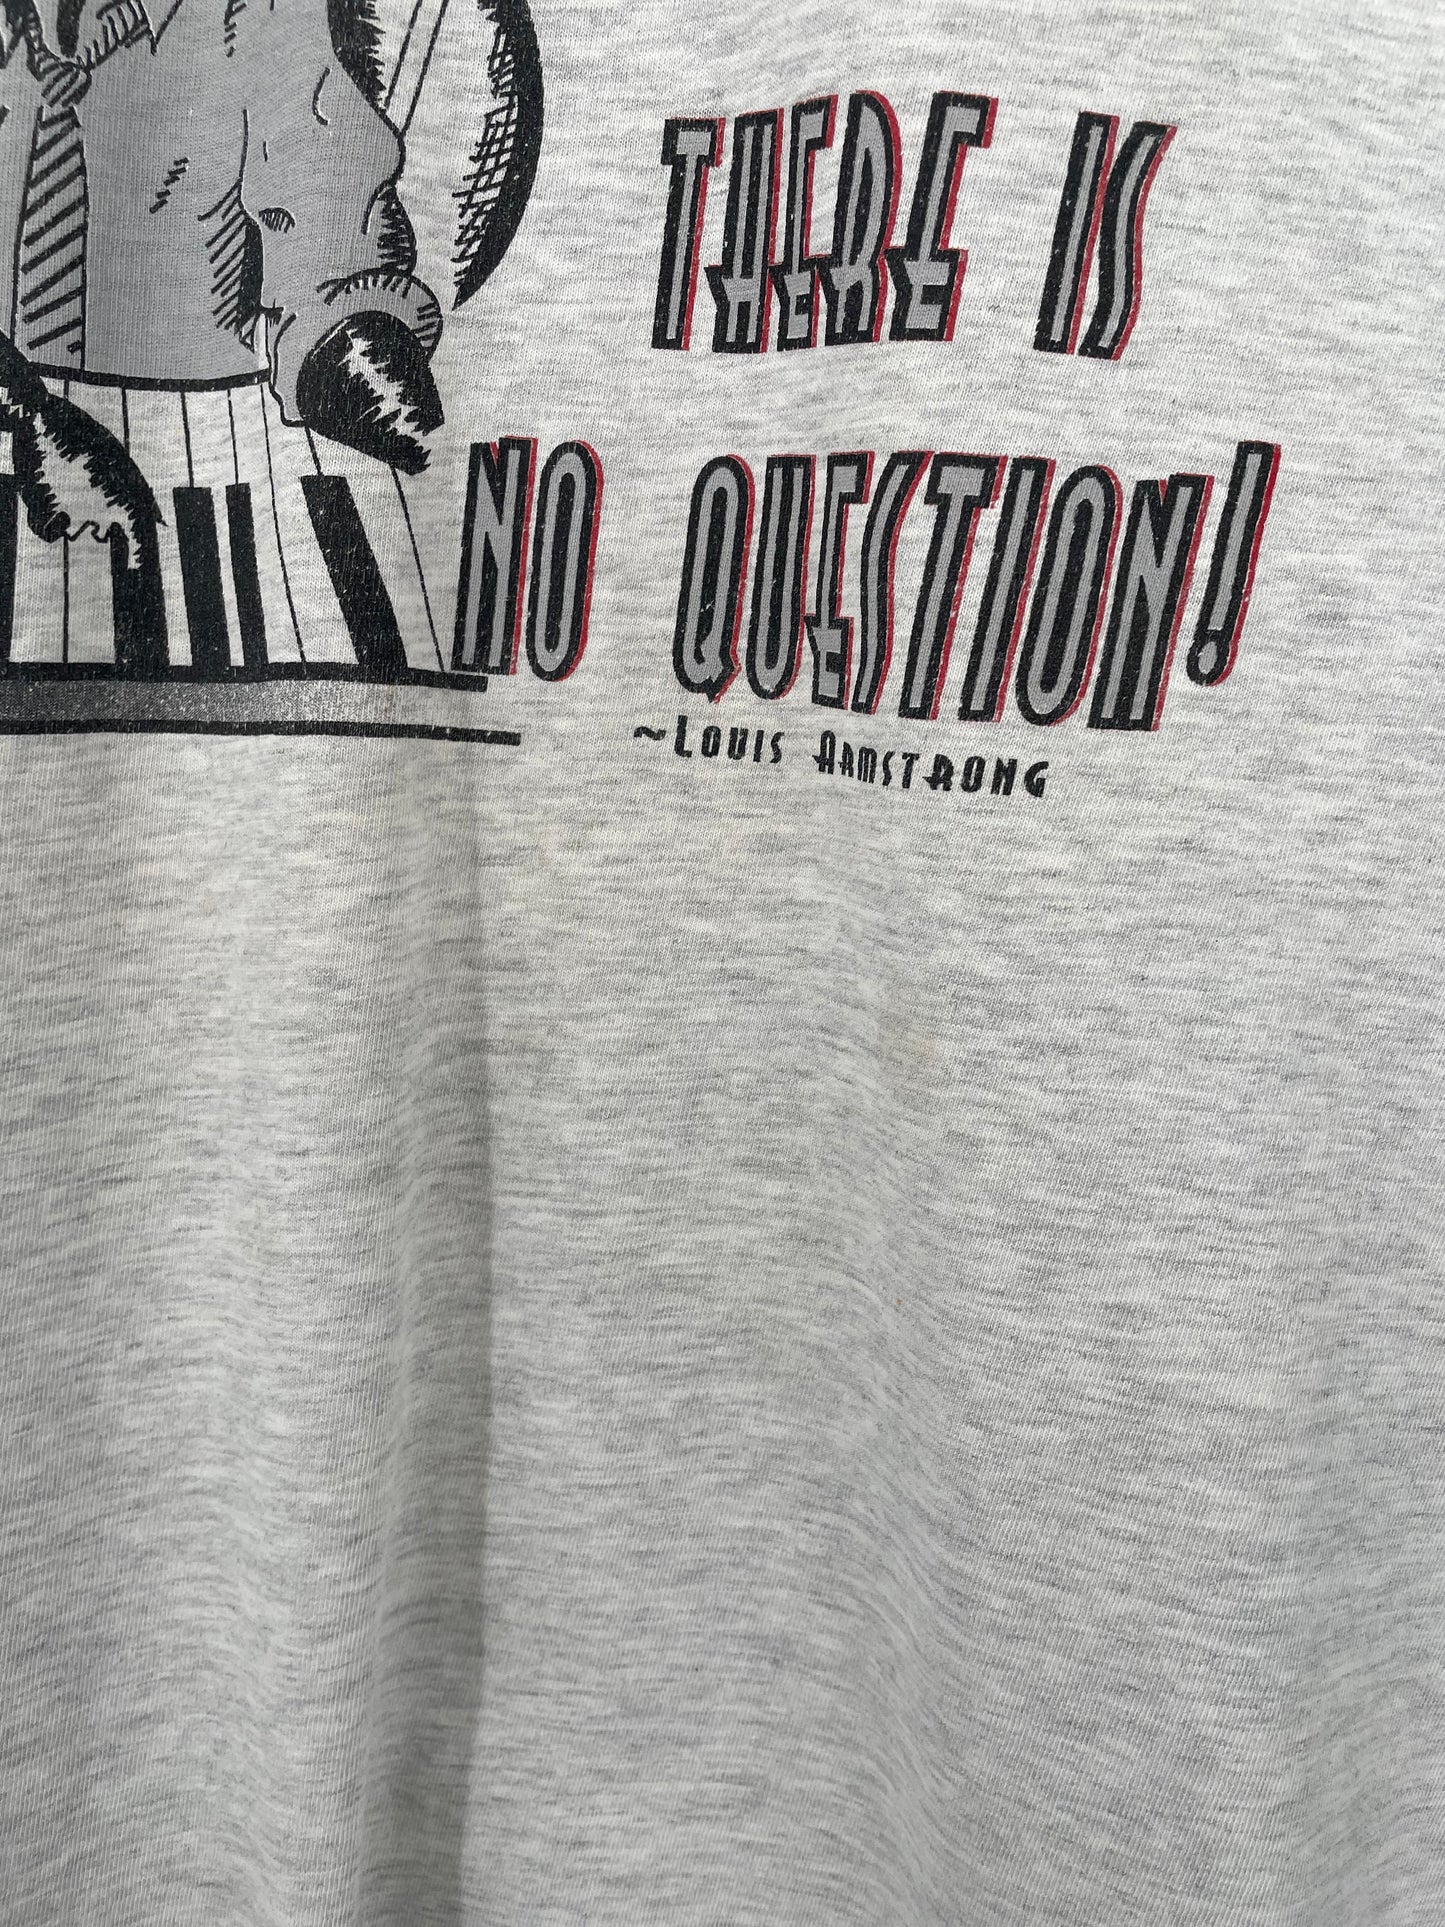 THERE IS
NO QUESTION!
~LOUIS ARMSTRONG